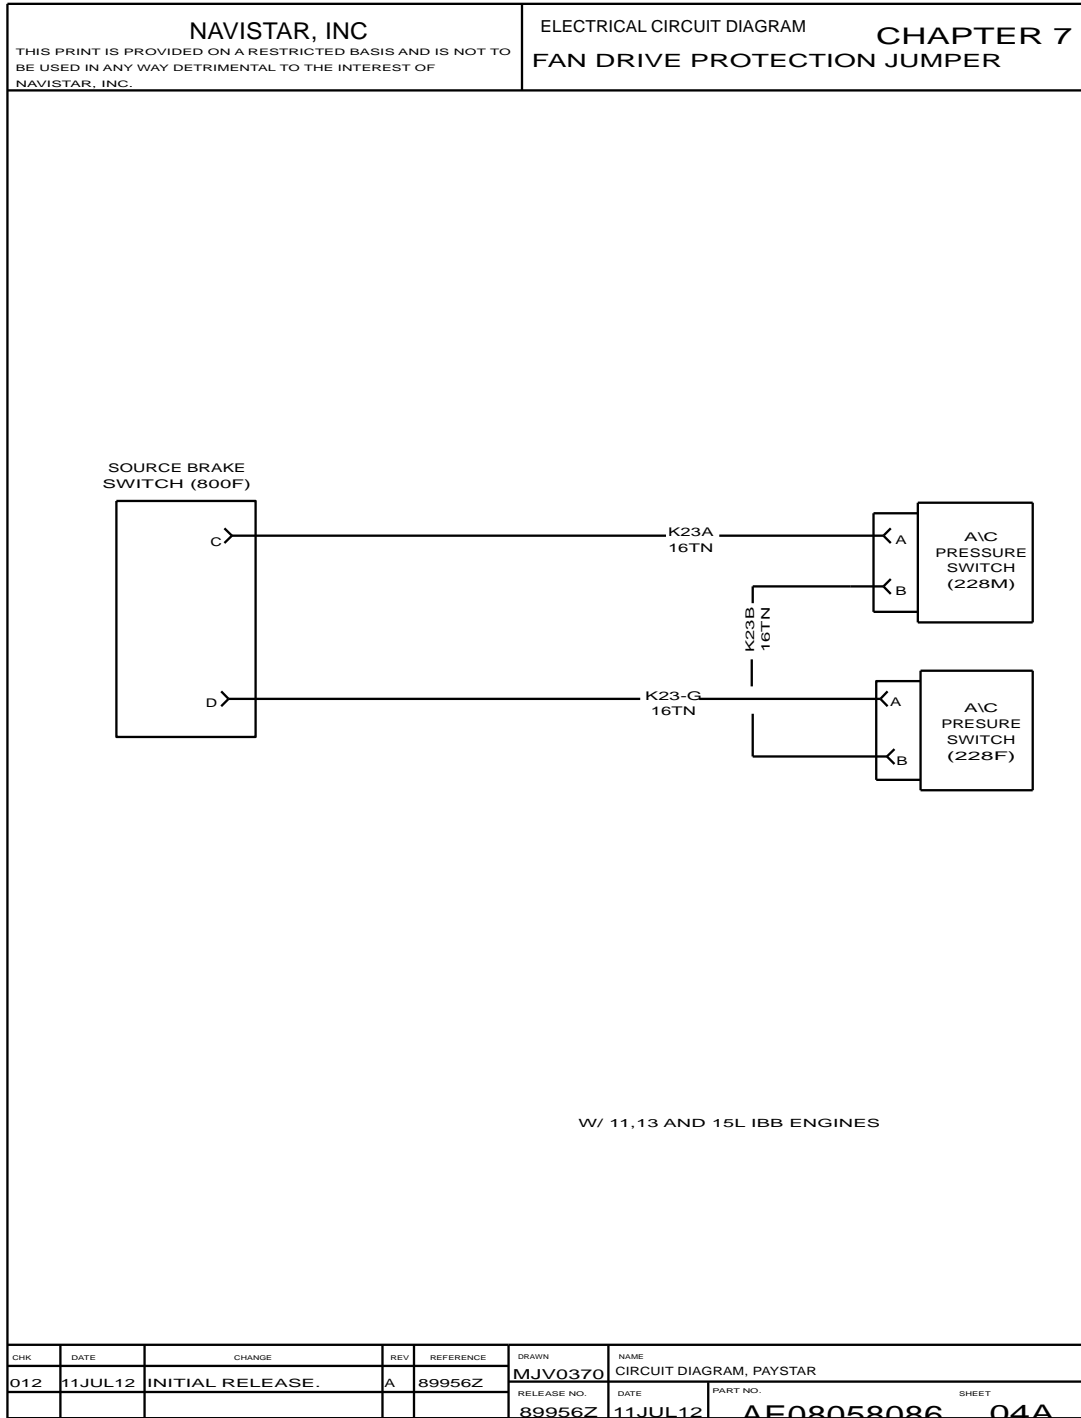 NAVISTAR, INC
THIS PRINT IS PROVIDED ON A RESTRICTED BASIS AND IS NOT TO
BE USED IN ANY WAY DETRIMENTAL TO THE INTEREST OF
NAVISTAR, INC.
ELECTRICAL CIRCUIT DIAGRAM
CHAPTER 7
FAN DRIVE PROTECTION JUMPER
SOURCE BRAKE
SWITCH (800F)
C
D
K23A
16TN
K23B
16TN
K23-G
16TN
A
B
A\C
PRESSURE
SWITCH
(228M)
A
B
A\C
PRESURE
SWITCH
(228F)
W/ 11,13 AND 15L IBB ENGINES
CHK DATE CHANGE REV REFERENCE
012 11JUL12 INITIAL RELEASE. A 89956Z
DRAWN
MJV0370
NAME
CIRCUIT DIAGRAM, PAYSTAR
RELEASE NO.
89956Z
DATE
11JUL12
PART NO.
AE08058086
SHEET
04A